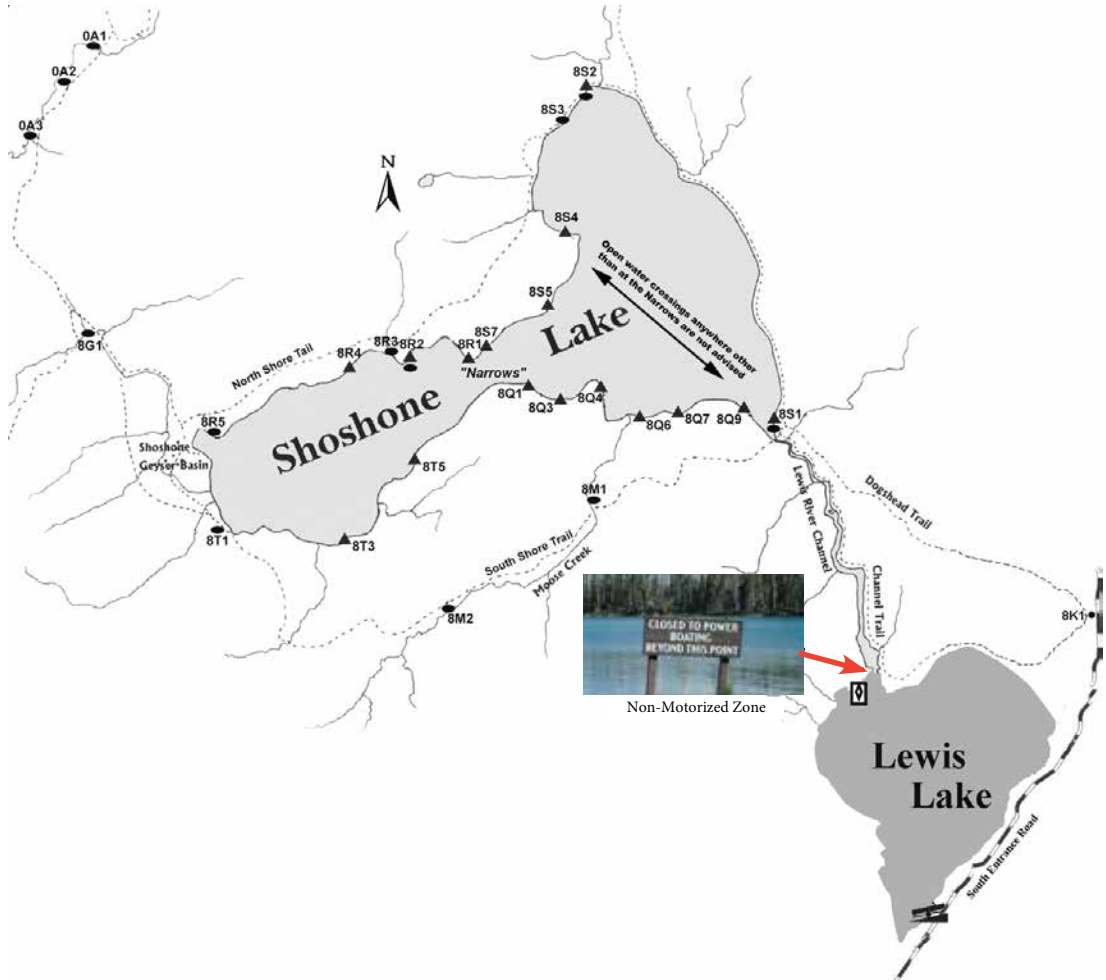 0A1
0A2
0A3
8S2
8S3
N
8S4
Open water crossings anywhere other
than at the Narrows are not advised
8S5
Lake
8S7
8R1
8R2
8R3
8R4
"Narrows"
8G1
North Shore Tail
8Q1
8Q3
8Q4
8Q6
8Q7
8Q9
8S1
Shoshone
8R5
Shoshone
Geyser Basin
8T5
8M1
Lewis River Channel
Dogshead Trail
8T1
8T3
South Shore Trail
Moose Creek
Channel Trail
8M2
8K1
CLOSED TO POWER
BOATING
BEYOND THIS POINT
Non-Motorized Zone
Lewis
Lake
South Entrance Road